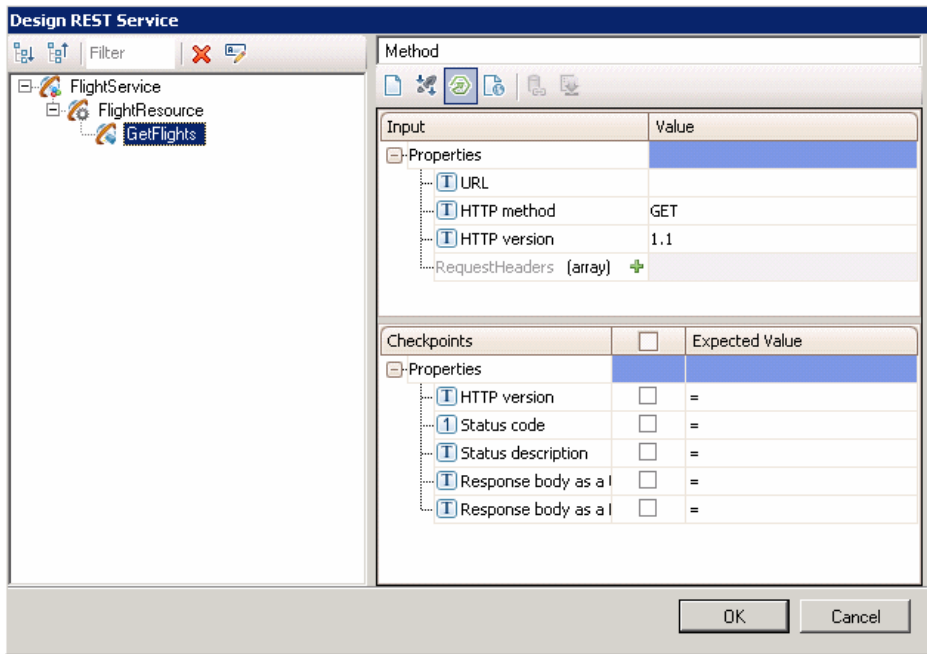 Design REST Service
Filter
FlightService
FlightResource
GetFlights
Method
Input Value
Properties
URL
HTTP method GET
HTTP version 1.1
RequestHeaders (array)
Checkpoints Expected Value
Properties
HTTP version =
Status code =
Status description =
Response body as a =
Response body as a =
OK Cancel